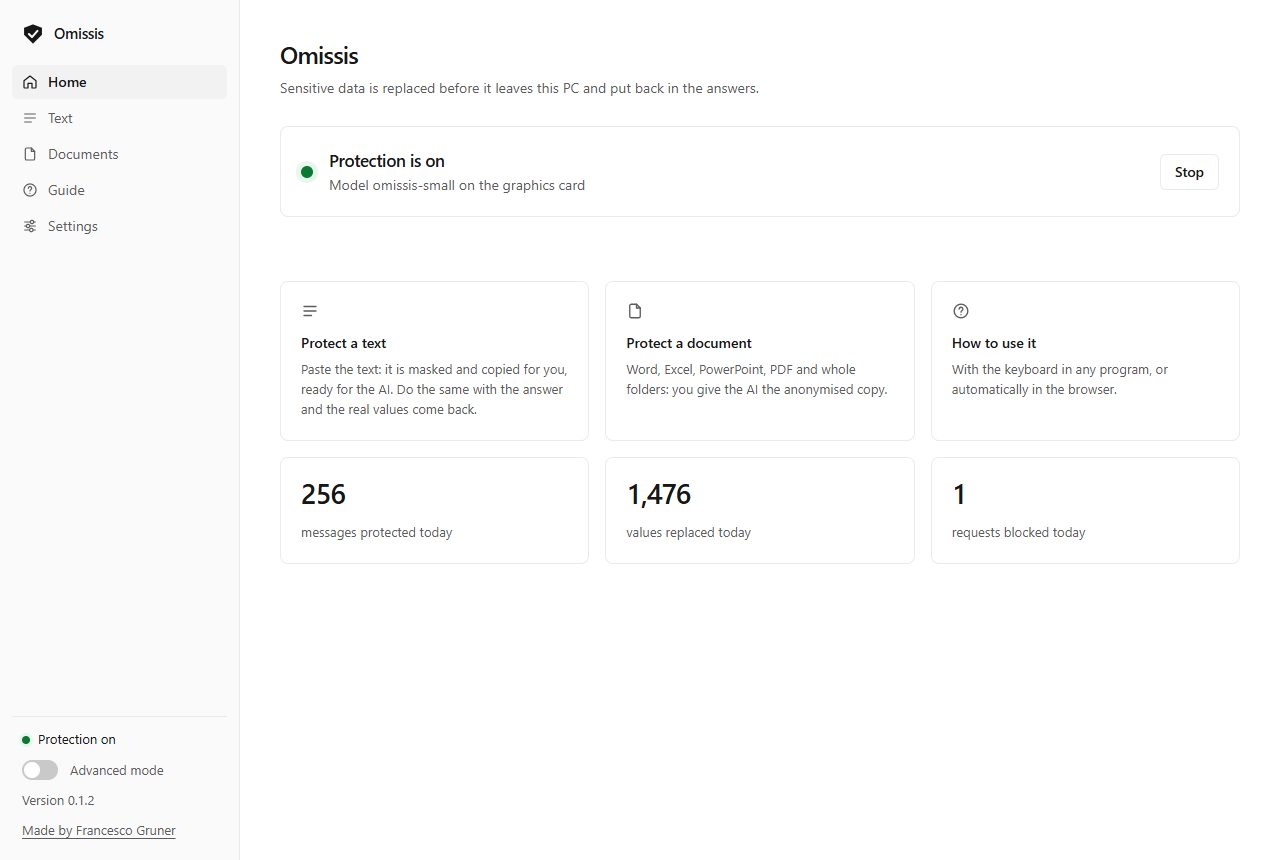 Omissis
Home
Text
Documents
Guide
Settings
Protection on
Advanced mode
Version 0.1.2
Made by Francesco Gruner
Omissis
Sensitive data is replaced before it leaves this PC and put back in the answers.
Protection is on
Model omissis-small on the graphics card
Stop
Protect a text
Paste the text: it is masked and copied for you,
ready for the AI. Do the same with the answer
and the real values come back.
Protect a document
Word, Excel, PowerPoint, PDF and whole
folders: you give the AI the anonymised copy.
How to use it
With the keyboard in any program, or
automatically in the browser.
256
messages protected today
1,476
values replaced today
1
requests blocked today